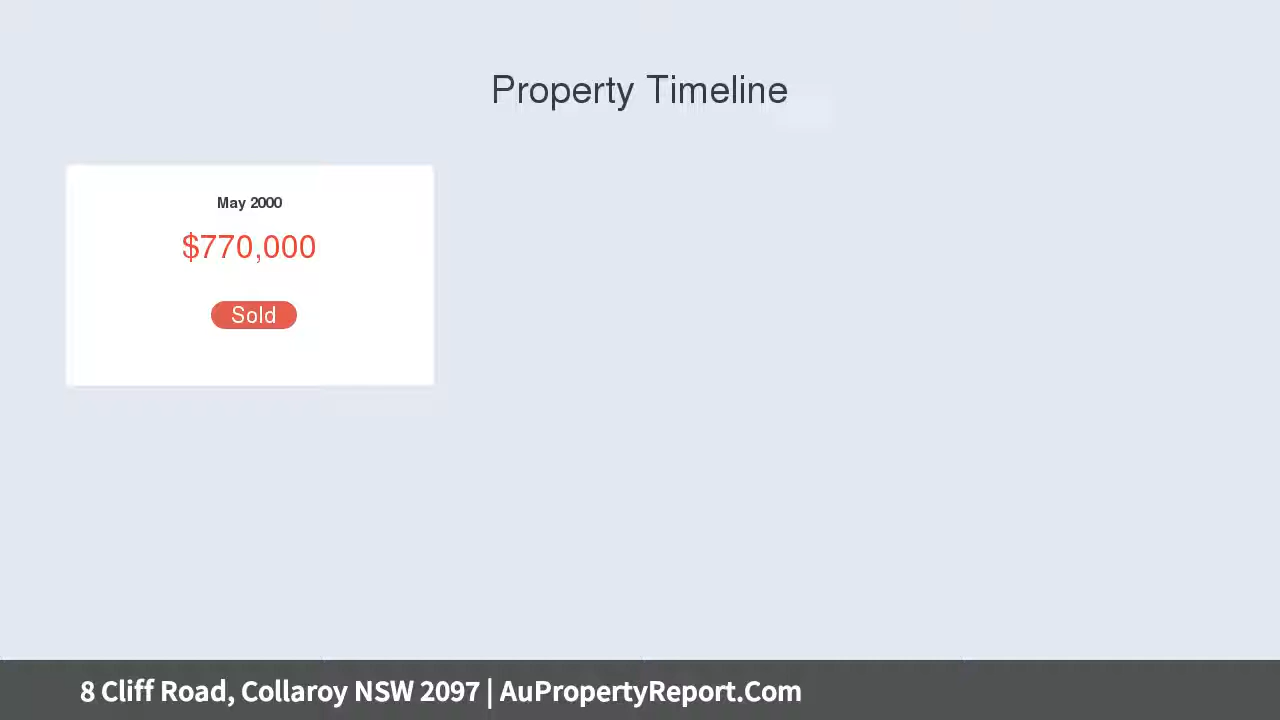 Property Timeline
May 2000
$770,000
Sold
8 Cliff Road, Collaroy NSW 2097 | AuPropertyReport.Com